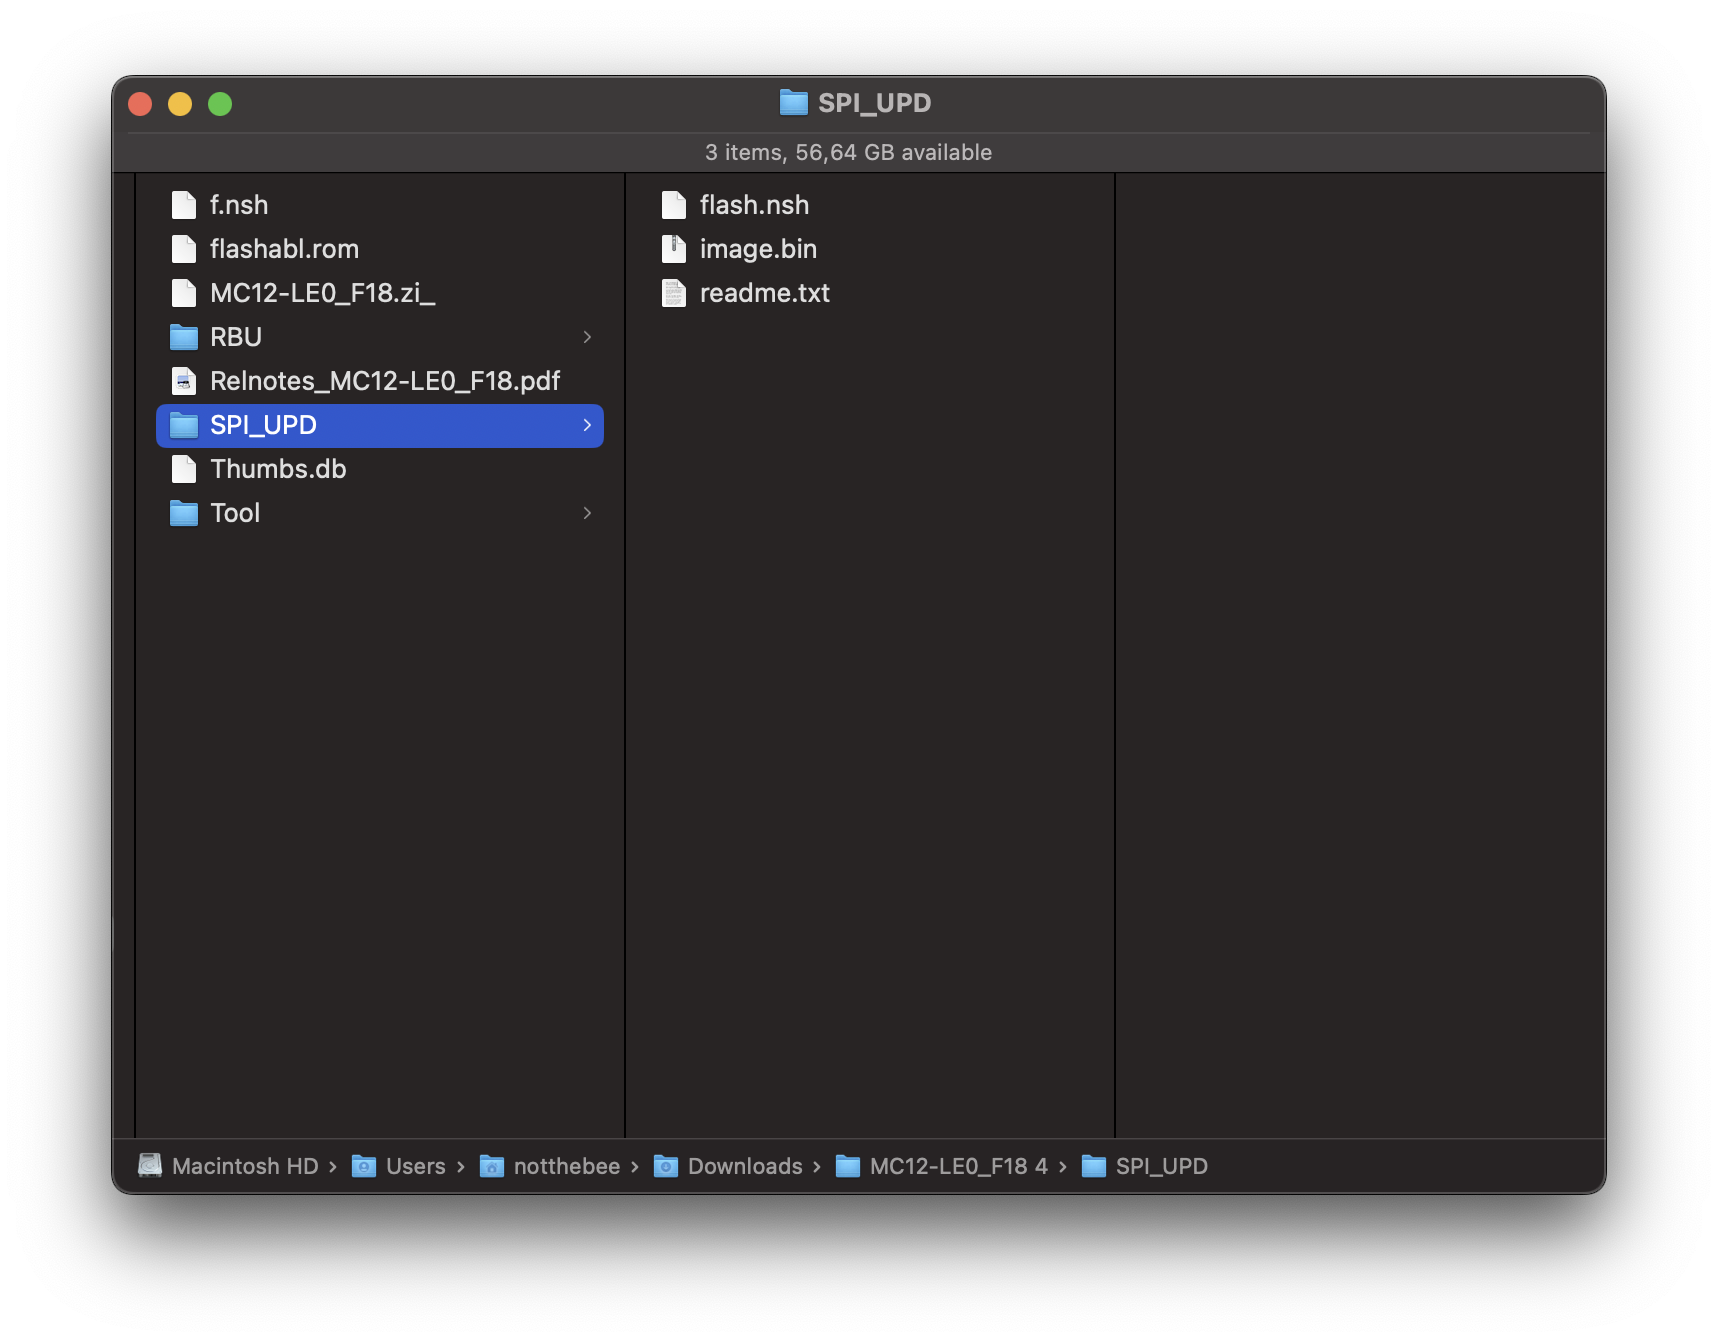 SPI_UPD
3 items, 56,64 GB available
f.nsh
flashabl.rom
MC12-LE0_F18.zi_
RBU
Relnotes_MC12-LE0_F18.pdf
SPI_UPD
Thumbs.db
Tool
flash.nsh
image.bin
readme.txt
Macintosh HD › Users › notthebee › Downloads › MC12-LE0_F18 4 › SPI_UPD